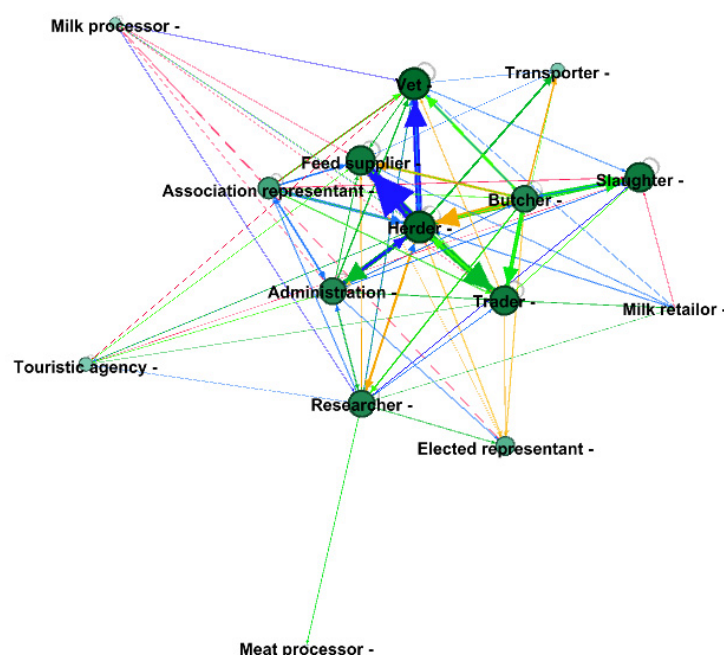 Milk processor -
Transporter -
Vet -
Feed supplier -
Slaughter -
Association representant -
Butcher -
Herder -
Administration -
Trader -
Milk retailor -
Touristic agency -
Researcher -
Elected representant -
Meat processor -